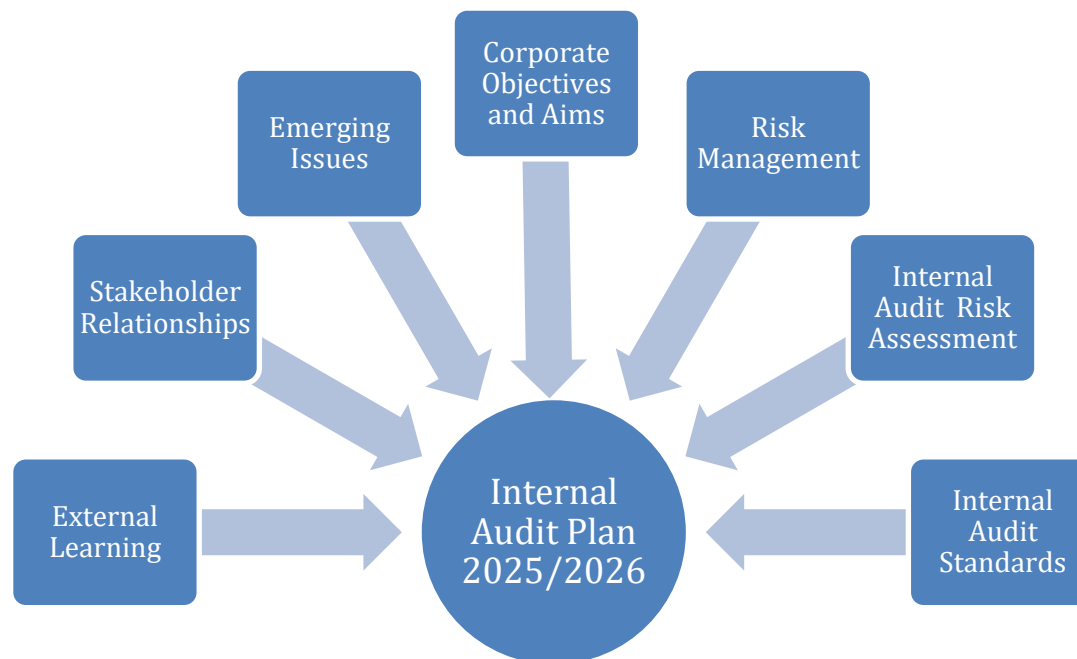 Corporate
Objectives
and Aims
Emerging
Issues
Risk
Management
Stakeholder
Relationships
Internal
Audit Risk
Assessment
External
Learning
Internal
Audit Plan
2025/2026
Internal
Audit
Standards